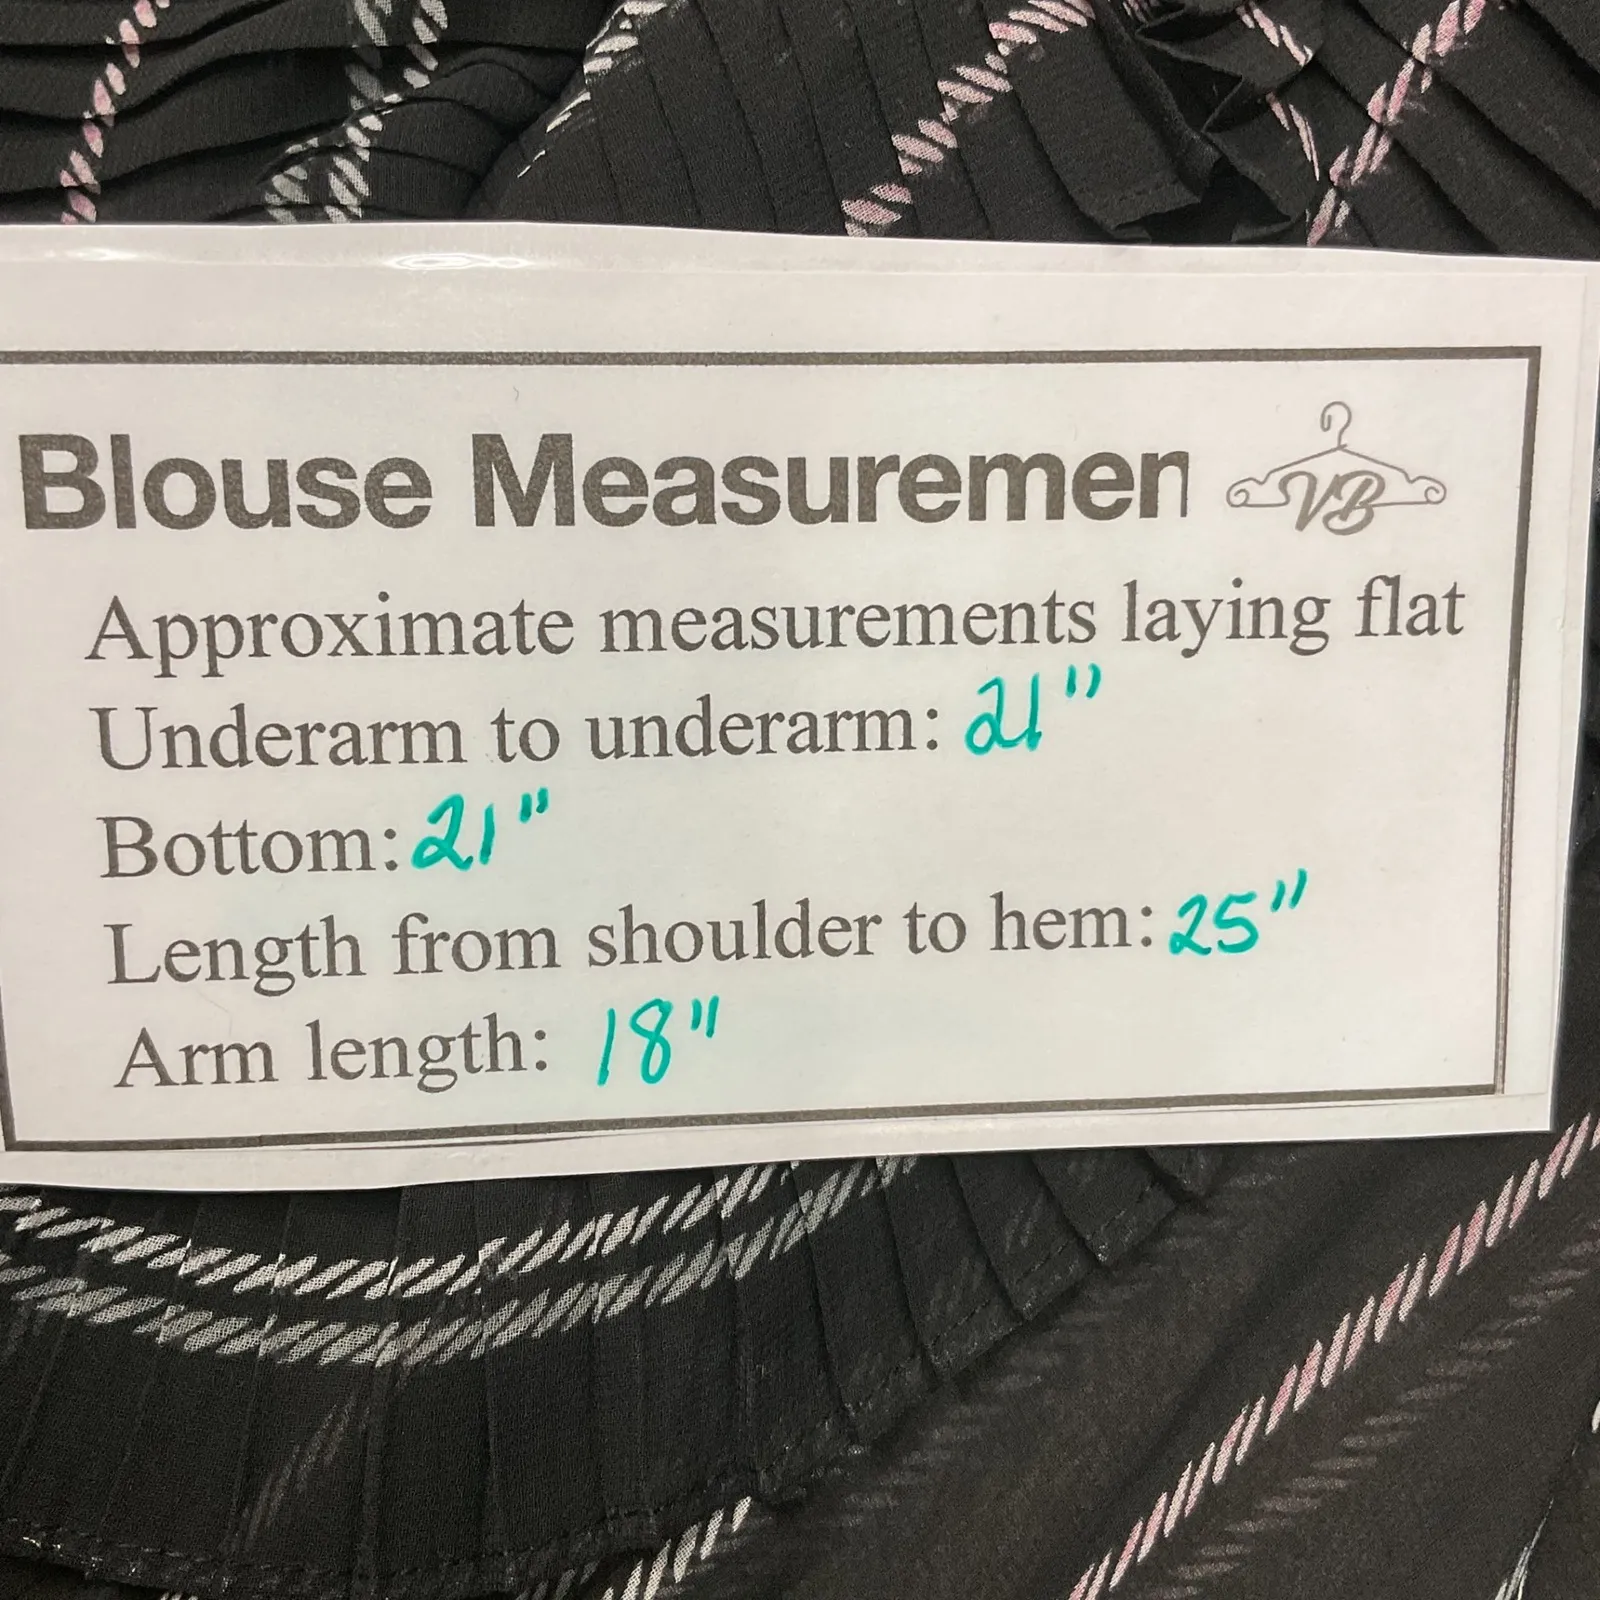 Blouse Measuremen
VB
Approximate measurements laying flat
Underarm to underarm: 21"
Bottom: 21"
Length from shoulder to hem: 25"
Arm length: 18"